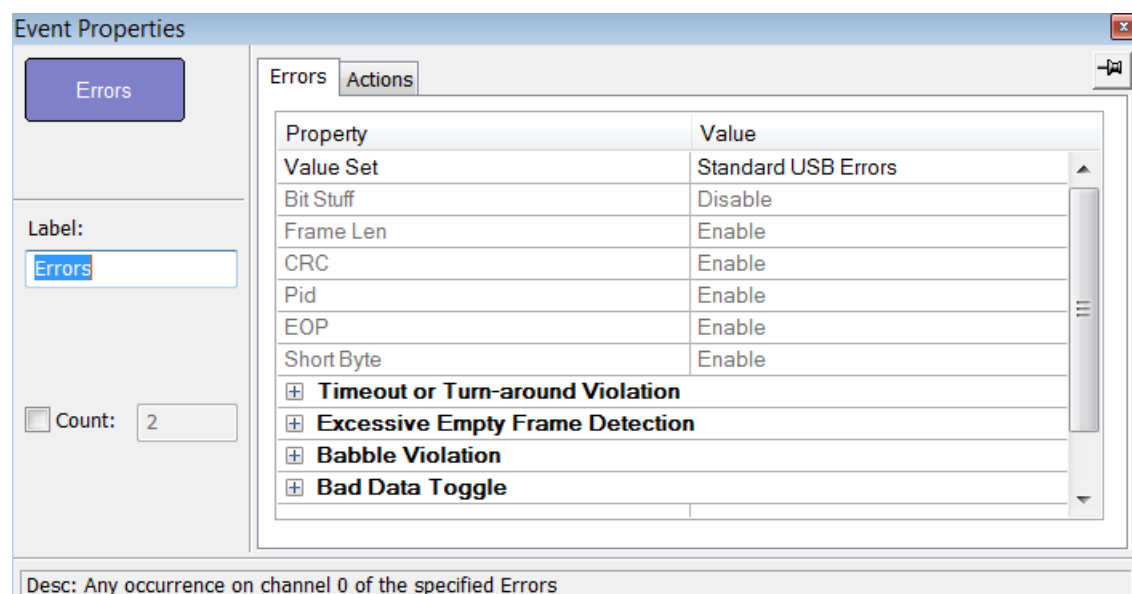 Event Properties
Errors
Errors Actions
Property Value
Value Set Standard USB Errors
Bit Stuff Disable
Frame Len Enable
CRC Enable
Pid Enable
EOP Enable
Short Byte Enable
Timeout or Turn-around Violation
Excessive Empty Frame Detection
Babble Violation
Bad Data Toggle
Label:
Errors
Count: 2
Desc: Any occurrence on channel 0 of the specified Errors